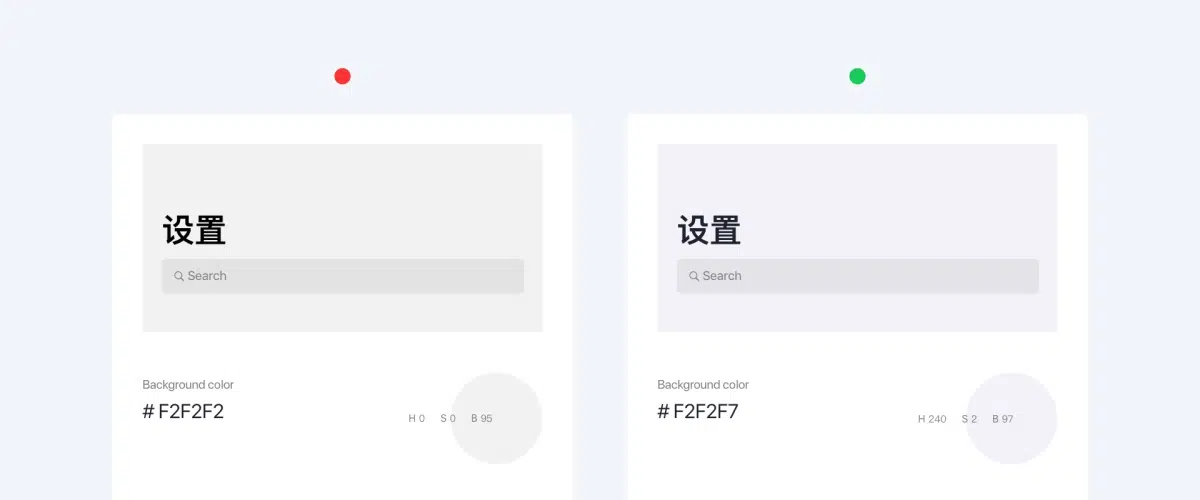 设置
Search
Background color
# F2F2F2
H 0 S 0 B 95
设置
Search
Background color
# F2F2F7
H 240 S 2 B 97